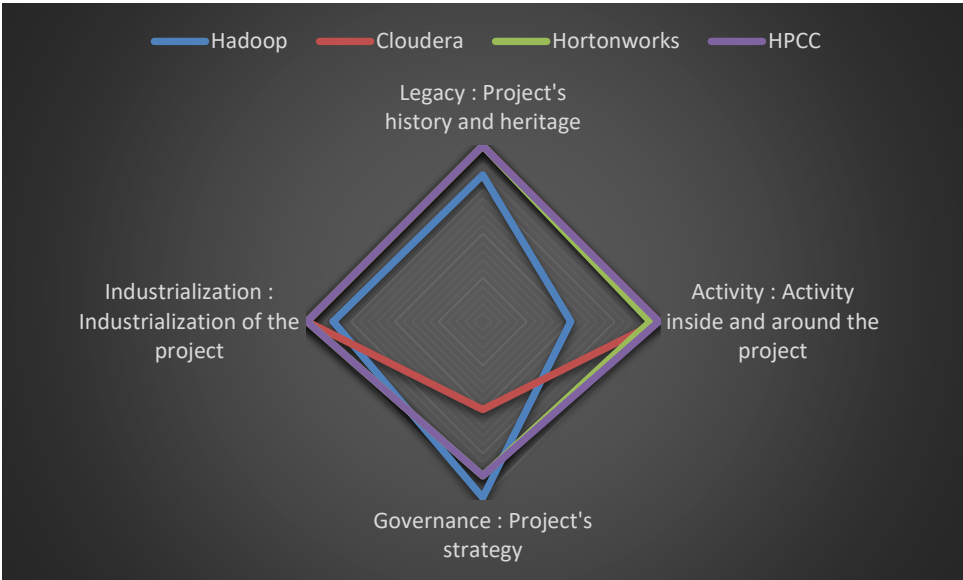 Hadoop Cloudera Hortonworks HPCC
Legacy : Project's
history and heritage
Industrialization :
Industrialization of the
project
Activity : Activity
inside and around the
project
Governance : Project's
strategy